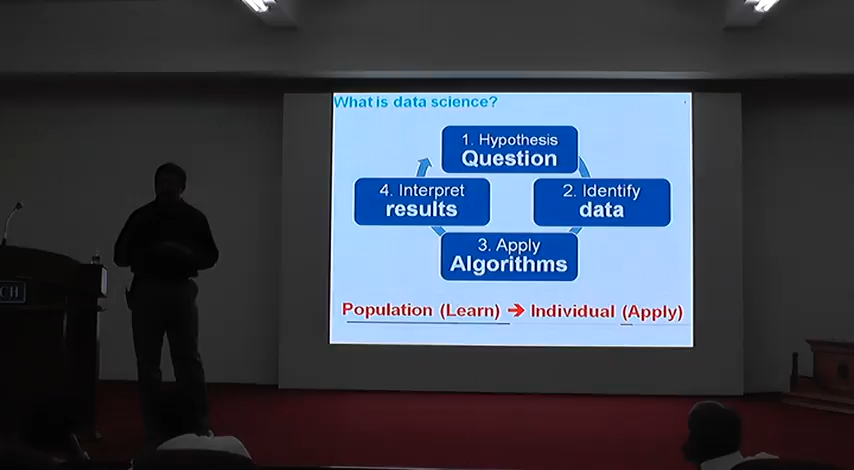 What is data science?
1. Hypothesis
Question
4. Interpret
results
2. Identify
data
3. Apply
Algorithms
Population (Learn) ➔ Individual (Apply)
CH